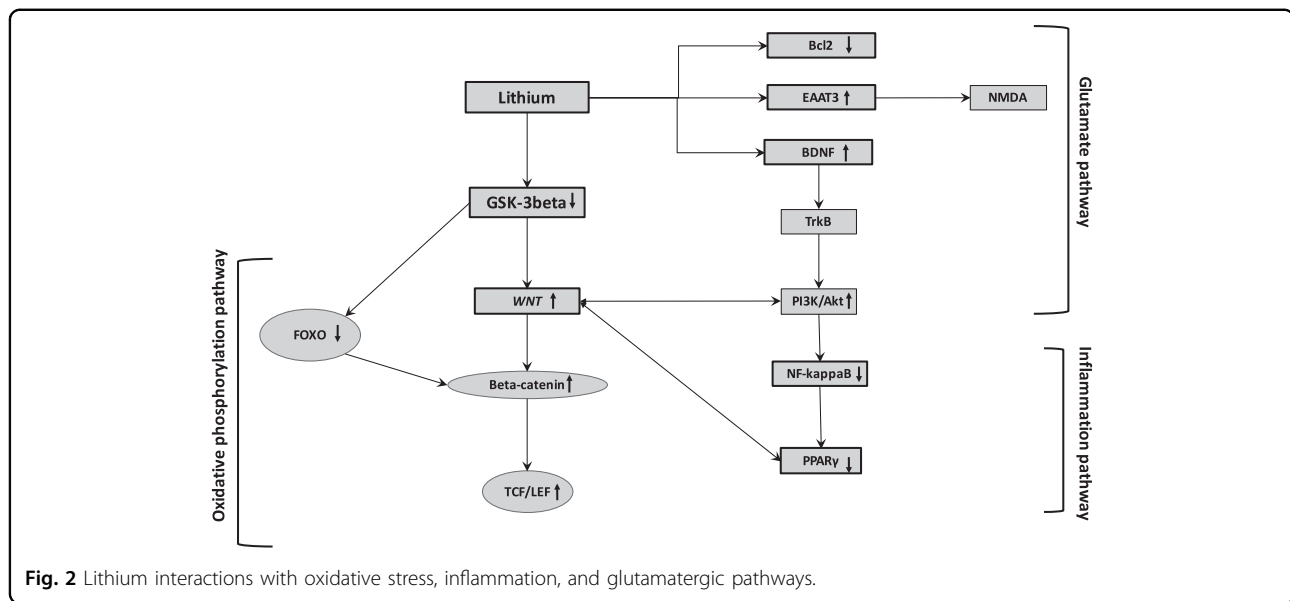 Bcl2 ↓
Lithium
EAAT3 ↑
NMDA
BDNF ↑
GSK-3beta ↓
TrkB
Glutamate pathway
WNT ↑
PI3K/Akt ↑
FOXO ↓
NF-kappaB ↓
Beta-catenin ↑
Oxidative phosphorylation pathway
Inflammation pathway
PPARγ ↓
TCF/LEF ↑
Fig. 2 Lithium interactions with oxidative stress, inflammation, and glutamatergic pathways.